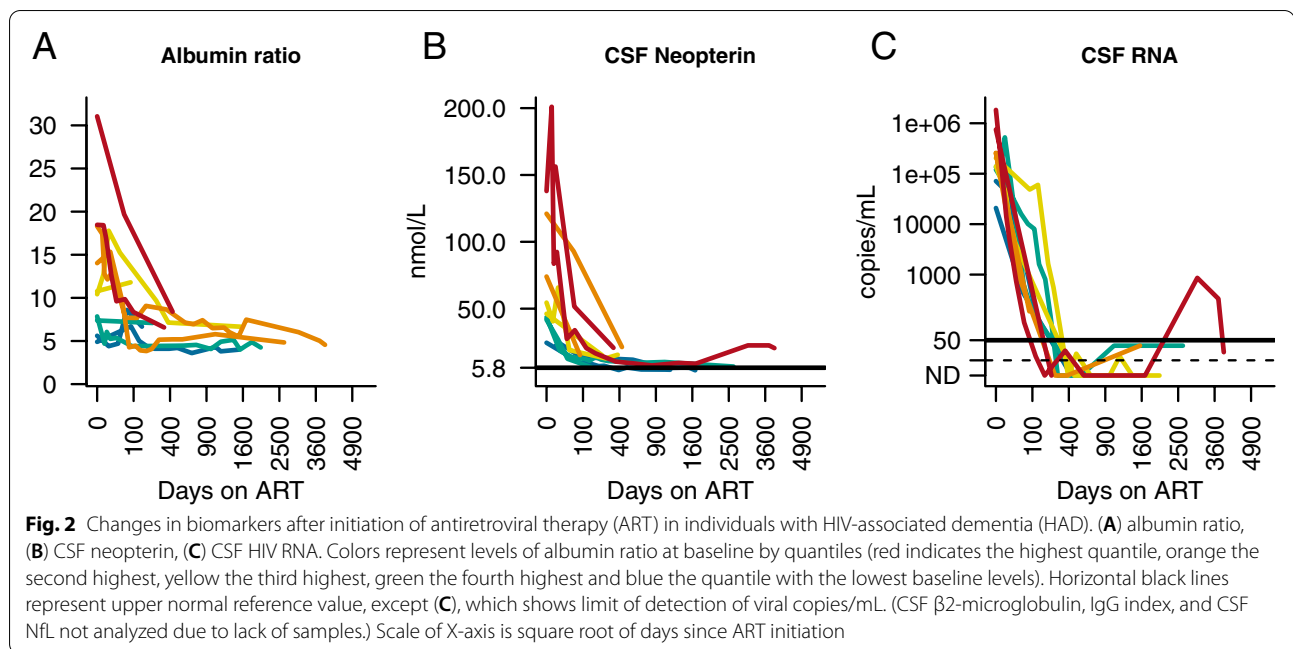 A
Albumin ratio
30
25
20
15
10
5
0
0
100
400
900
1600
2500
3600
4900
Days on ART
B
CSF Neopterin
nmol/L
200.0
150.0
100.0
50.0
5.8
0
100
400
900
1600
2500
3600
4900
Days on ART
C
CSF RNA
copies/mL
1e+06
1e+05
10000
1000
50
ND
0
100
400
900
1600
2500
3600
4900
Days on ART
Fig. 2 Changes in biomarkers after initiation of antiretroviral therapy (ART) in individuals with HIV-associated dementia (HAD). (A) albumin ratio,
(B) CSF neopterin, (C) CSF HIV RNA. Colors represent levels of albumin ratio at baseline by quantiles (red indicates the highest quantile, orange the
second highest, yellow the third highest, green the fourth highest and blue the quantile with the lowest baseline levels). Horizontal black lines
represent upper normal reference value, except (C), which shows limit of detection of viral copies/mL. (CSF β2-microglobulin, IgG index, and CSF
NfL not analyzed due to lack of samples.) Scale of X-axis is square root of days since ART initiation